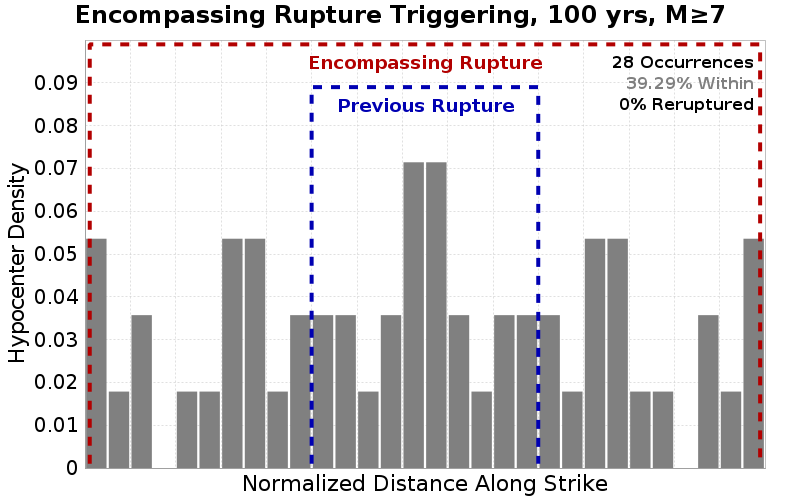 Encompassing Rupture Triggering, 100 yrs, M≥7
Encompassing Rupture
28 Occurrences
39.29% Within
0% Reruptured
Previous Rupture
Hypocenter Density
0.09
0.08
0.07
0.06
0.05
0.04
0.03
0.02
0.01
0
Normalized Distance Along Strike